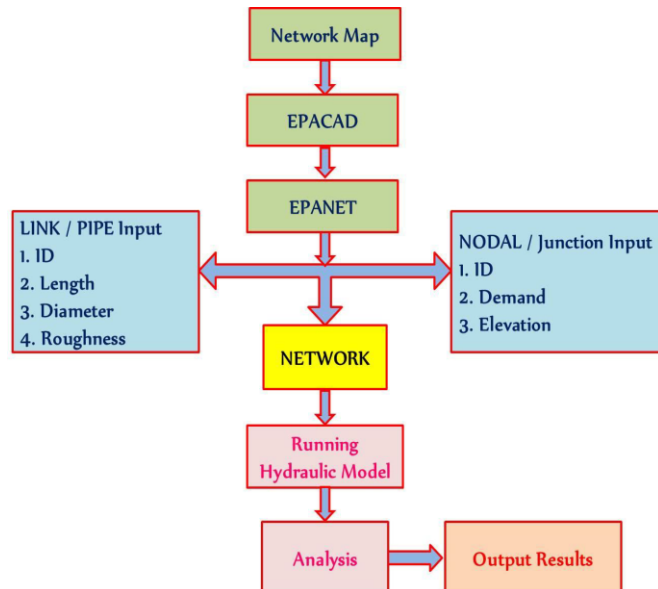 Network Map
EPACAD
EPANET
LINK / PIPE Input
1. ID
2. Length
3. Diameter
4. Roughness
NODAL / Junction Input
1. ID
2. Demand
3. Elevation
NETWORK
Running
Hydraulic Model
Analysis
Output Results